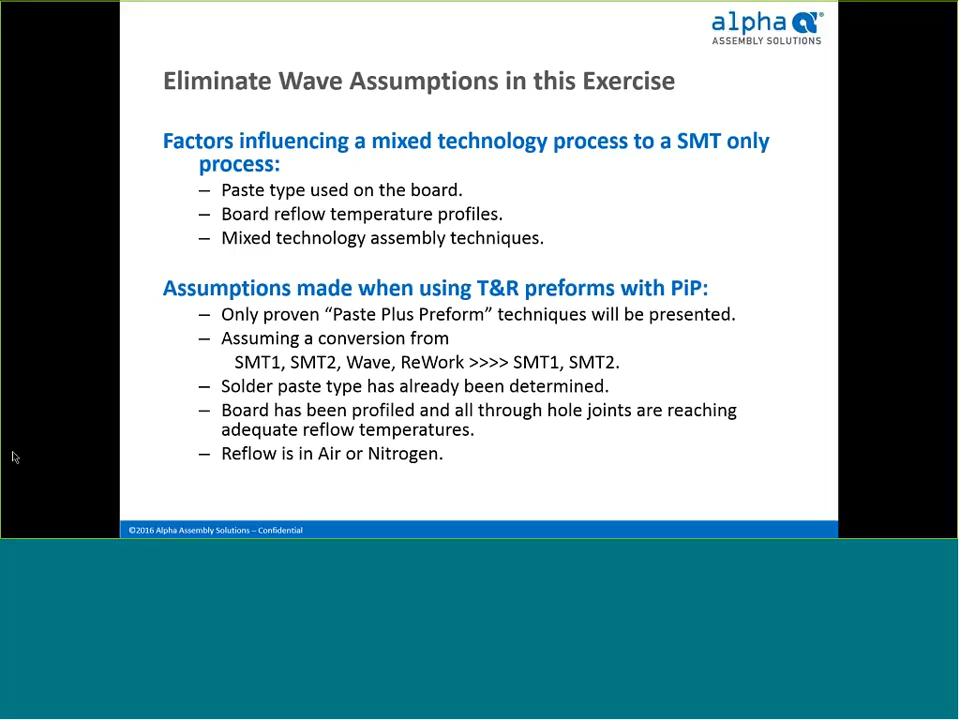 alpha
ASSEMBLY SOLUTIONS
Eliminate Wave Assumptions in this Exercise
Factors influencing a mixed technology process to a SMT only
process:
– Paste type used on the board.
– Board reflow temperature profiles.
– Mixed technology assembly techniques.
Assumptions made when using T&R preforms with PiP:
– Only proven “Paste Plus Preform” techniques will be presented.
– Assuming a conversion from
SMT1, SMT2, Wave, ReWork >>>> SMT1, SMT2.
– Solder paste type has already been determined.
– Board has been profiled and all through hole joints are reaching
adequate reflow temperatures.
– Reflow is in Air or Nitrogen.
©2016 Alpha Assembly Solutions – Confidential